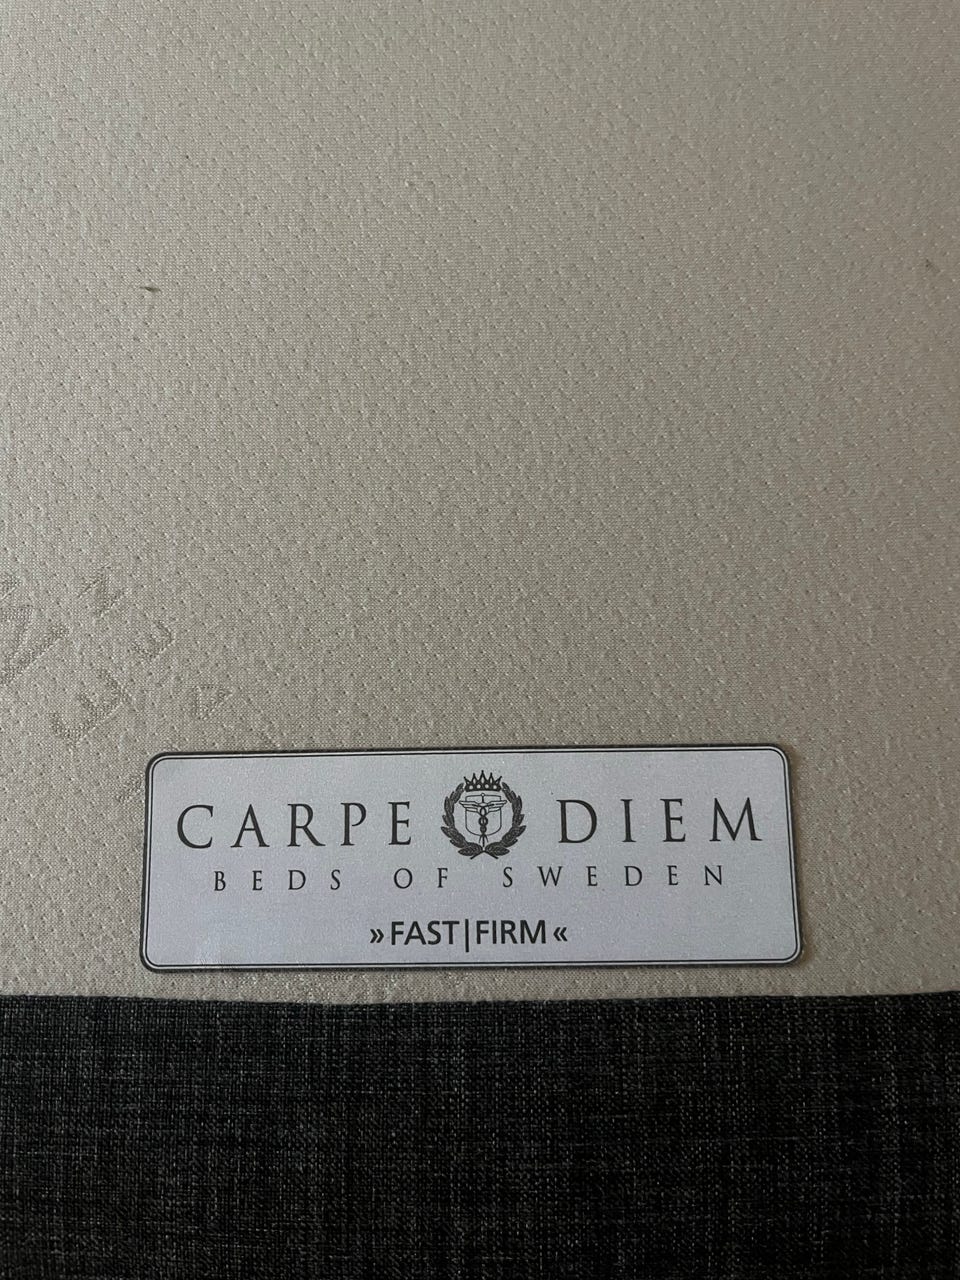 CARPE DIEM
BEDS OF SWEDEN
»FAST|FIRM«